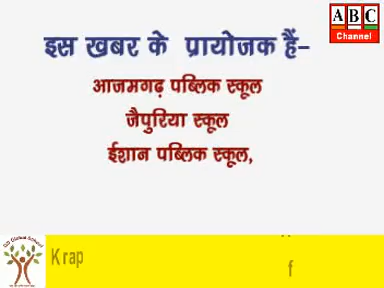 ABC
Channel
इस खबर के प्रायोजक हैं–
आजमगढ़ पब्लिक स्कूल
जैपुरिया स्कूल
ईशान पब्लिक स्कूल,
Krap
f